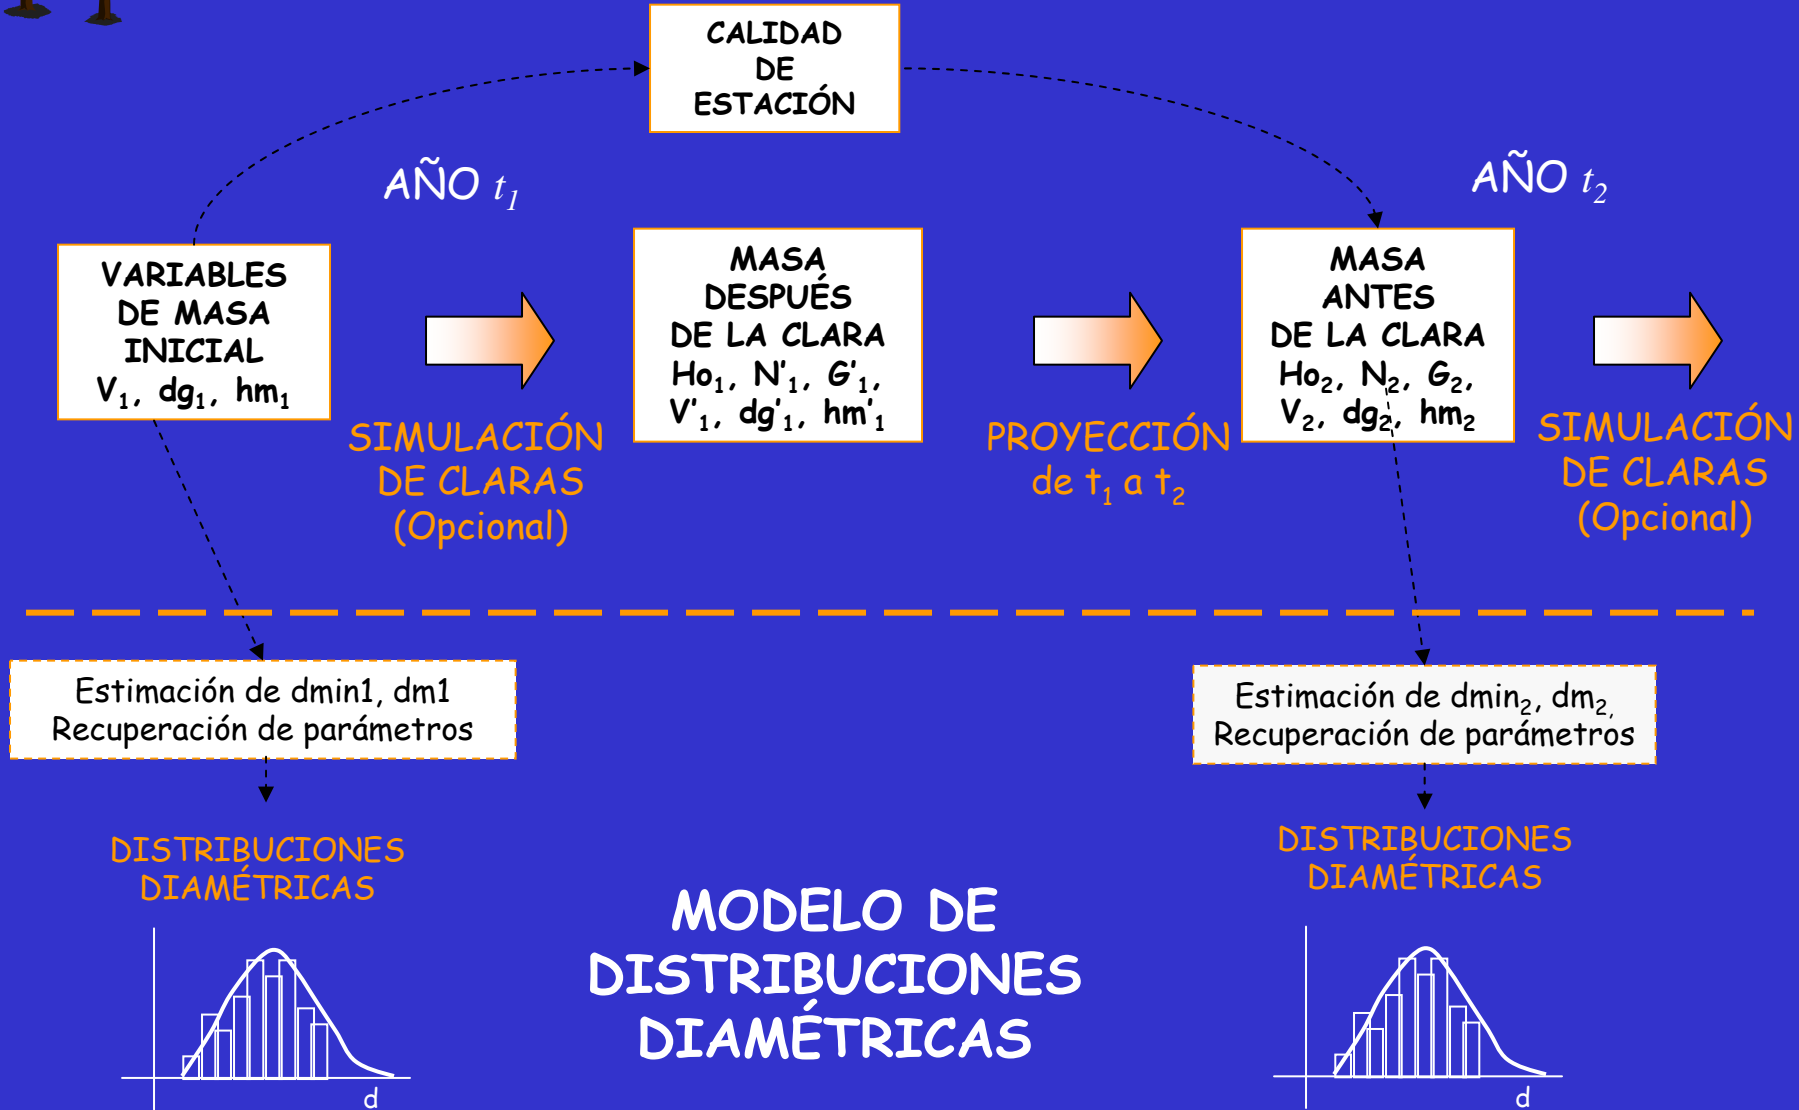 CALIDAD
DE
ESTACIÓN
AÑO t₁
AÑO t₂
VARIABLES
DE MASA
INICIAL
V₁, dg₁, hm₁
SIMULACIÓN
DE CLARAS
(Opcional)
MASA
DESPUÉS
DE LA CLARA
Ho₁, N'₁, G'₁,
V'₁, dg'₁, hm'₁
PROYECCIÓN
de t₁ a t₂
MASA
ANTES
DE LA CLARA
Ho₂, N₂, G₂,
V₂, dg₂, hm₂
SIMULACIÓN
DE CLARAS
(Opcional)
Estimación de dmin1, dm1
Recuperación de parámetros
Estimación de dmin₂, dm₂,
Recuperación de parámetros
DISTRIBUCIONES
DIAMÉTRICAS
d
DISTRIBUCIONES
DIAMÉTRICAS
d
MODELO DE
DISTRIBUCIONES
DIAMÉTRICAS